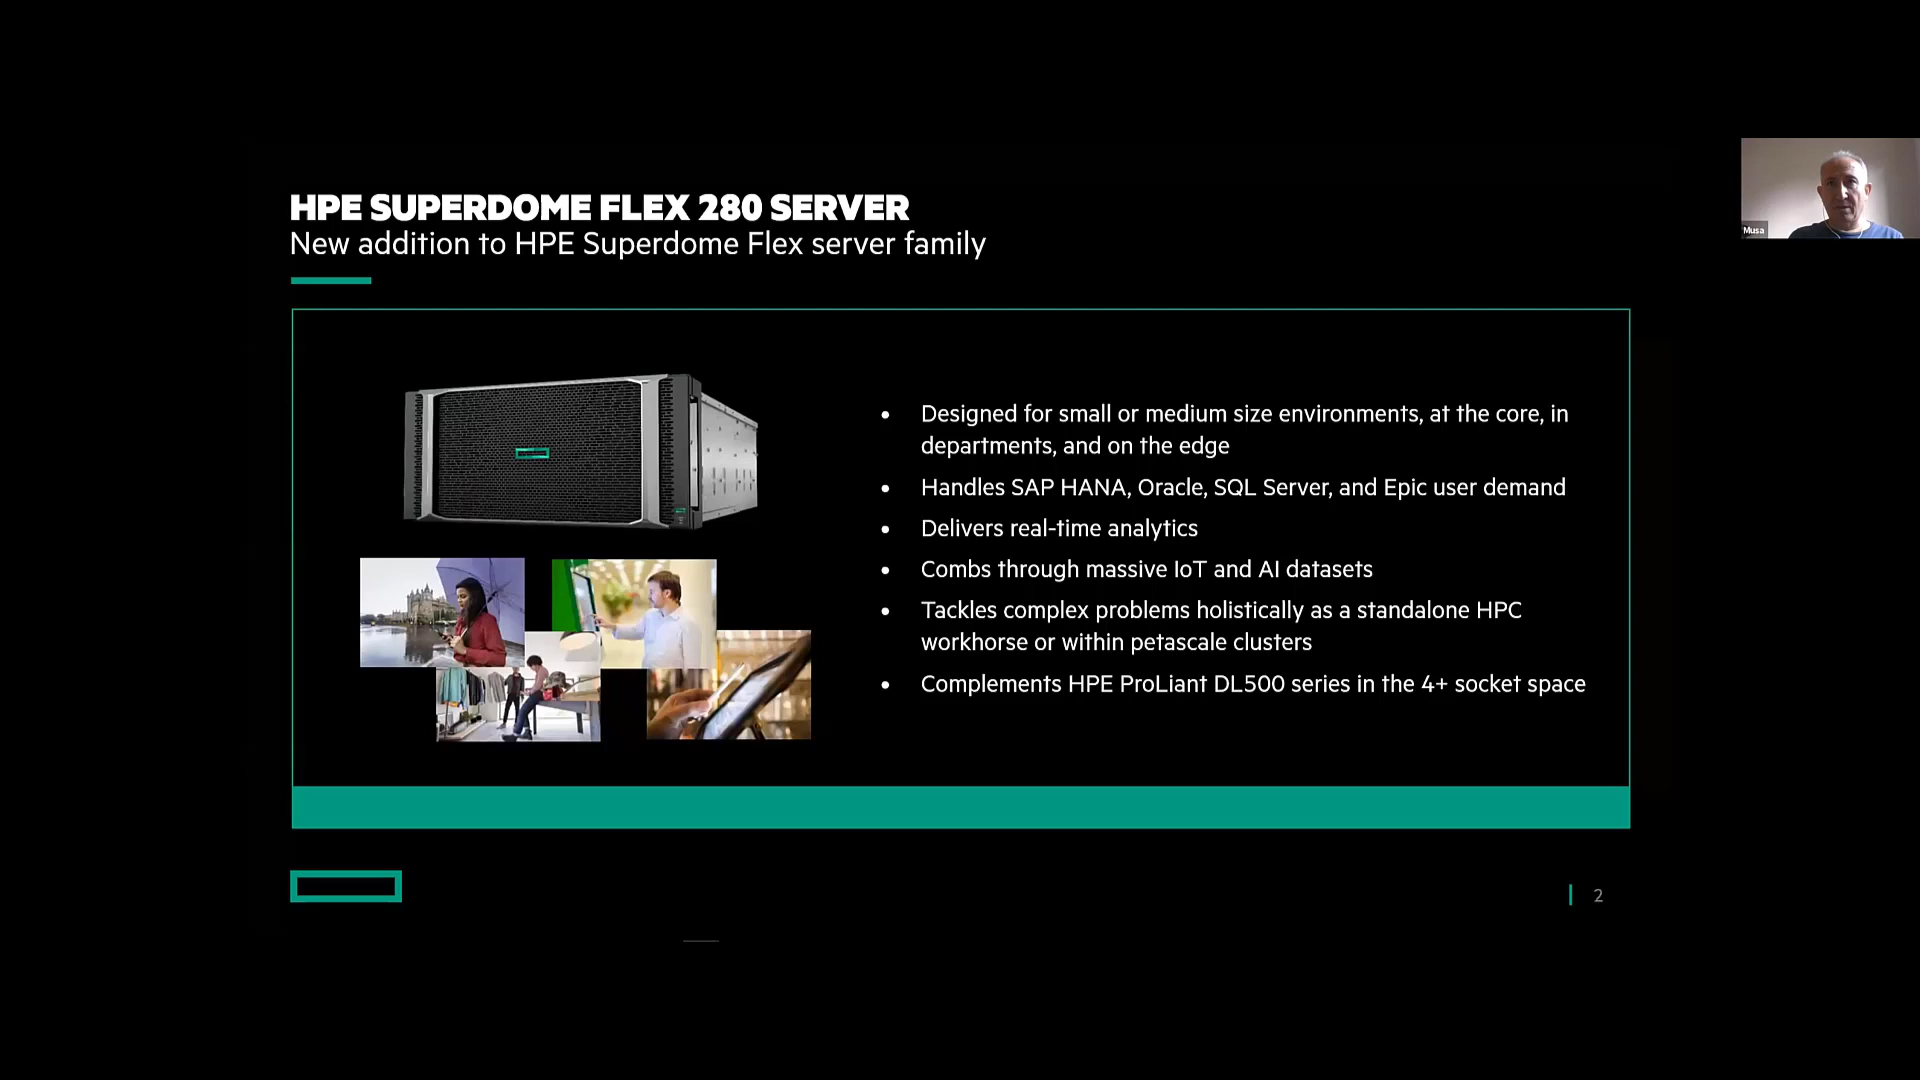 HPE SUPERDOME FLEX 280 SERVER
New addition to HPE Superdome Flex server family
Musa
• Designed for small or medium size environments, at the core, in
departments, and on the edge
• Handles SAP HANA, Oracle, SQL Server, and Epic user demand
• Delivers real-time analytics
• Combs through massive IoT and AI datasets
• Tackles complex problems holistically as a standalone HPC
workhorse or within petascale clusters
• Complements HPE ProLiant DL500 series in the 4+ socket space
2